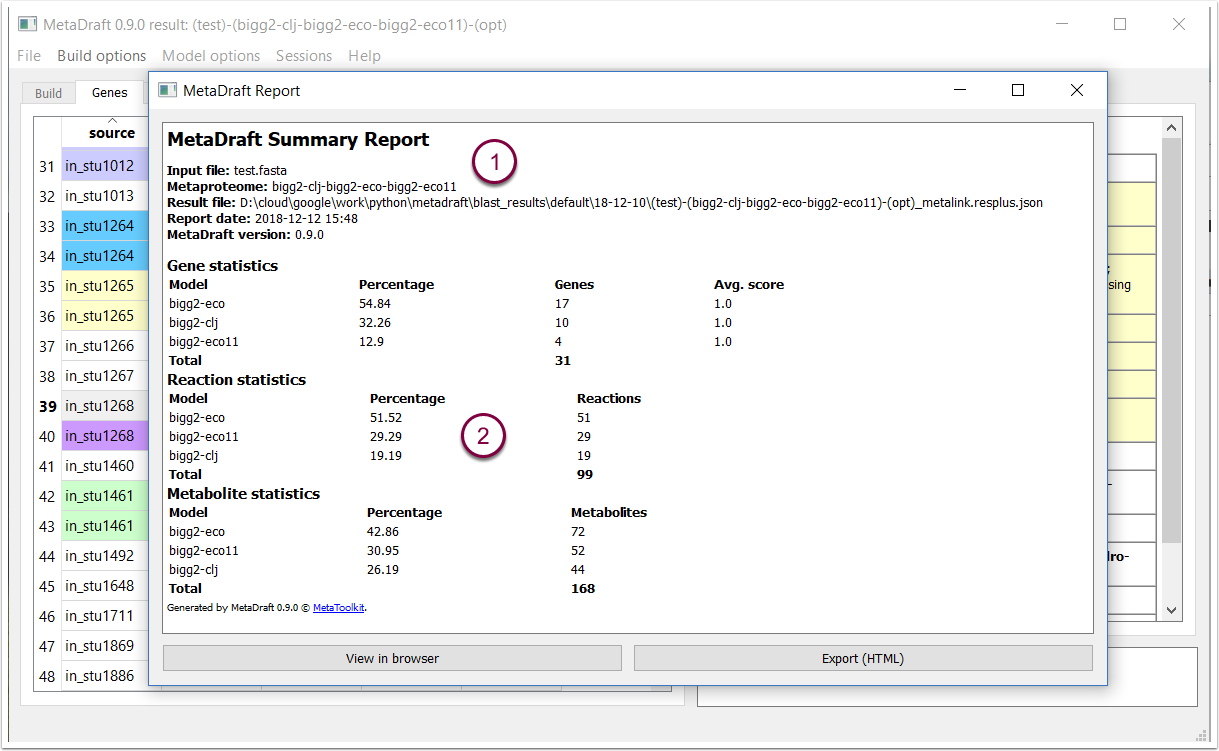 MetaDraft 0.9.0 result: (test)-(bigg2-clj-bigg2-eco-bigg2-eco11)-(opt)
File Build options Model options Sessions Help
Build Genes
source
31 in_stu1012
32 in_stu1013
33 in_stu1264
34 in_stu1264
35 in_stu1265
36 in_stu1265
37 in_stu1266
38 in_stu1267
39 in_stu1268
40 in_stu1268
41 in_stu1460
42 in_stu1461
43 in_stu1461
44 in_stu1492
45 in_stu1648
46 in_stu1711
47 in_stu1869
48 in_stu1886
MetaDraft Report
MetaDraft Summary Report
1
Input file: test.fasta
Metaproteome: bigg2-clj-bigg2-eco-bigg2-eco11
Result file: D:\cloud\google\work\python\metadraft\blast_results\default\18-12-10\(test)-(bigg2-clj-bigg2-eco-bigg2-eco11)-(opt)_metalink.resplus.json
Report date: 2018-12-12 15:48
MetaDraft version: 0.9.0
Gene statistics
Model Percentage Genes Avg. score
bigg2-eco 54.84 17 1.0
bigg2-clj 32.26 10 1.0
bigg2-eco11 12.9 4 1.0
Total 31
Reaction statistics
Model Percentage Reactions
bigg2-eco 51.52 51
bigg2-eco11 29.29 29
2
bigg2-clj 19.19 19
Total 99
Metabolite statistics
Model Percentage Metabolites
bigg2-eco 42.86 72
bigg2-eco11 30.95 52
bigg2-clj 26.19 44
Total 168
Generated by MetaDraft 0.9.0 © MetaToolkit.
View in browser Export (HTML)
sing
dro-